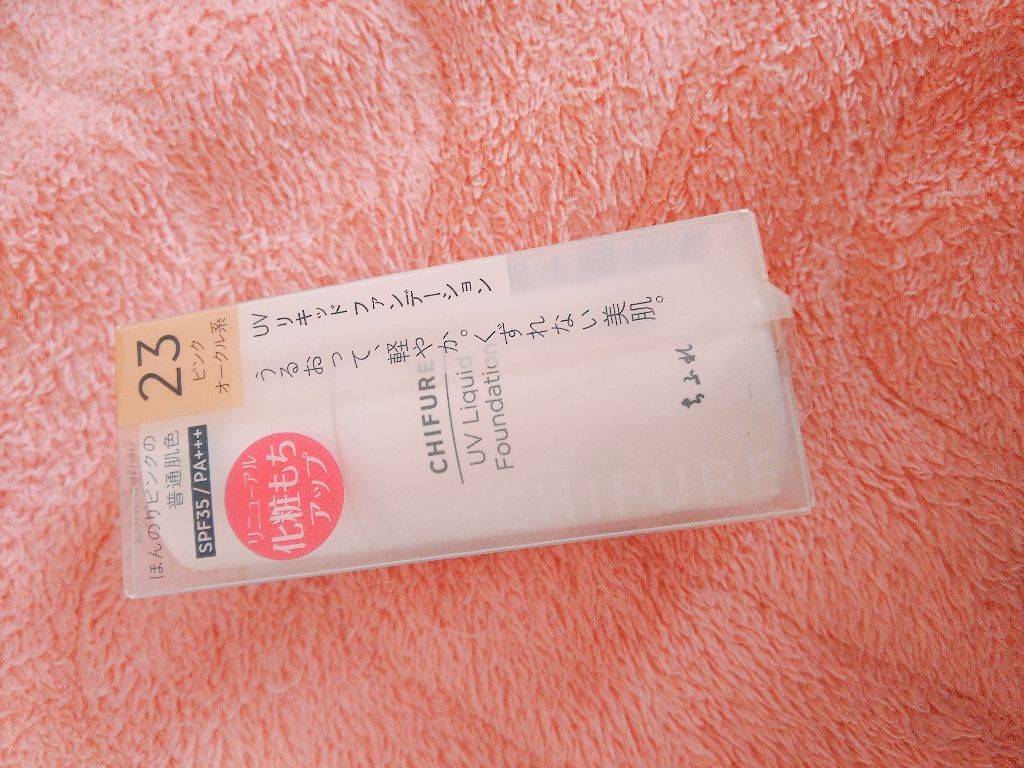 23
ピンク
オークル系
UV リキッドファンデーション
うるおって、軽やか。くずれない美肌。
ほんのりピンクの
普通肌色
SPF35/PA+++
リニューアル
化粧もち
アップ
CHIFURE
UV Liquid
Foundation
ちふれ
CHIFURE